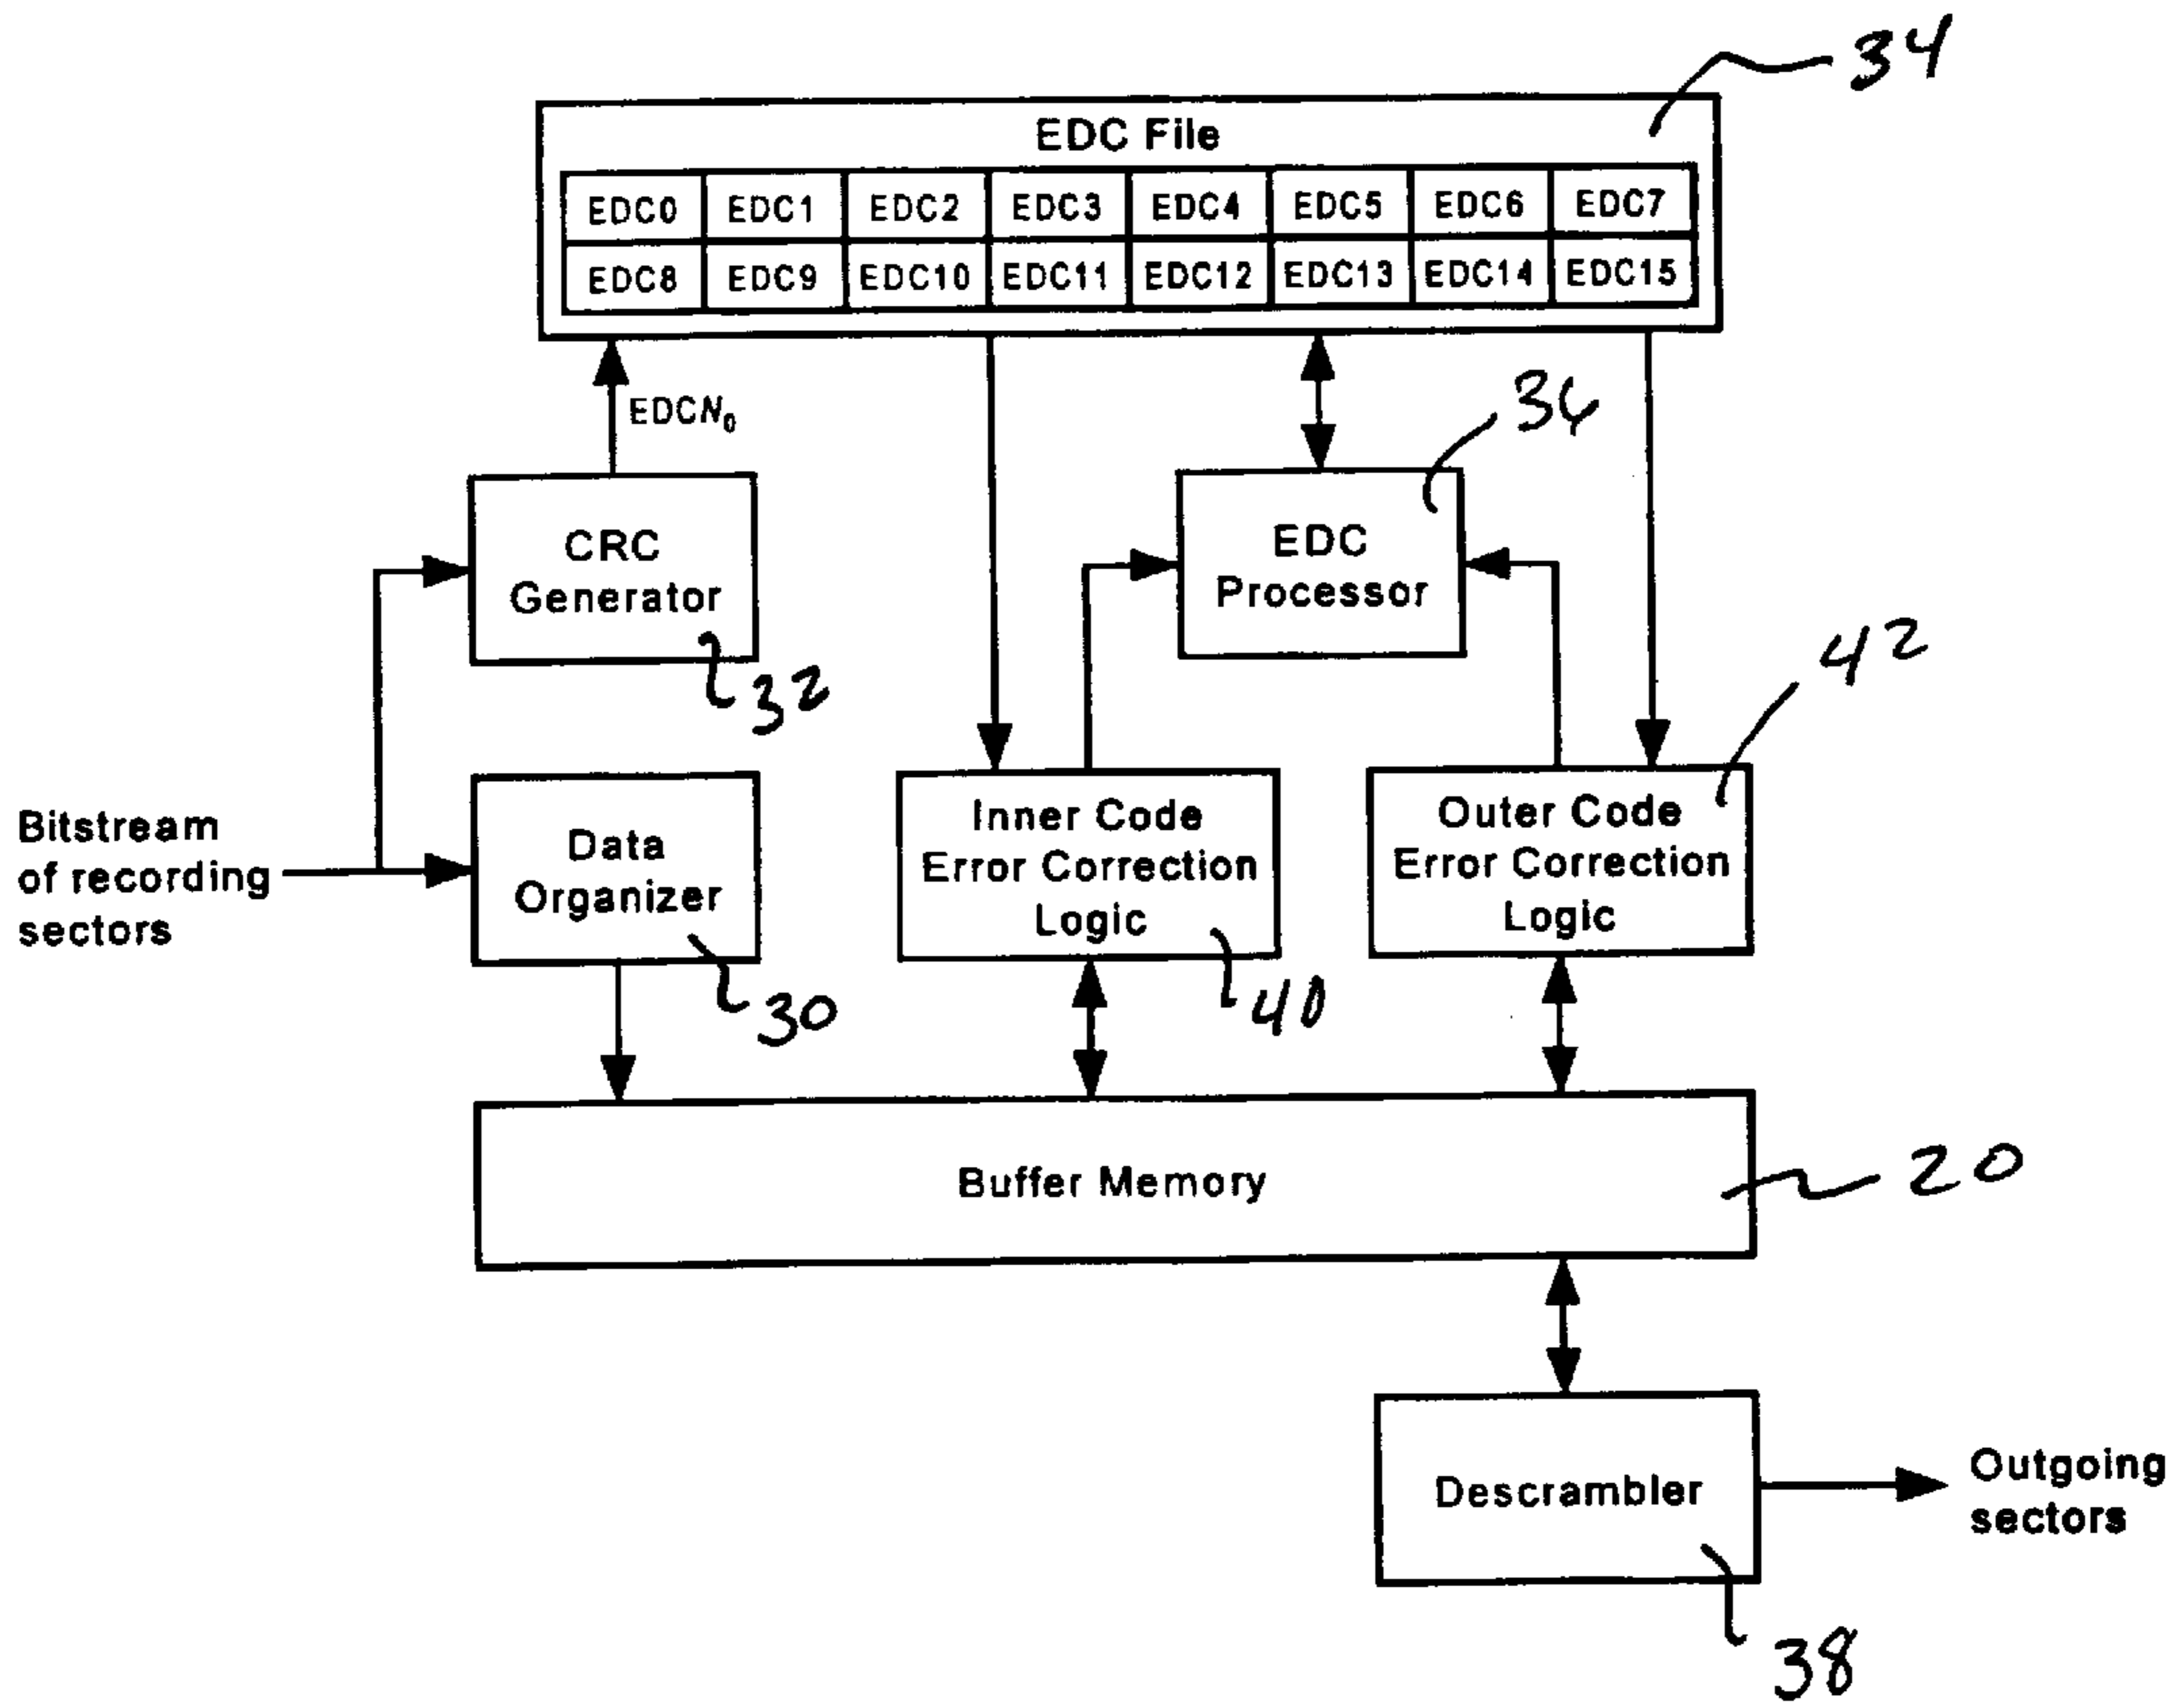 34
EDC File
EDC0 EDC1 EDC2 EDC3 EDC4 EDC5 EDC6 EDC7
EDC8 EDC9 EDC10 EDC11 EDC12 EDC13 EDC14 EDC15
EDCN0
36
CRC
Generator
32
EDC
Processor
42
Bitstream
of recording
sectors
Data
Organizer
30
Inner Code
Error Correction
Logic
40
Outer Code
Error Correction
Logic
Buffer Memory
20
Descrambler
38
Outgoing
sectors